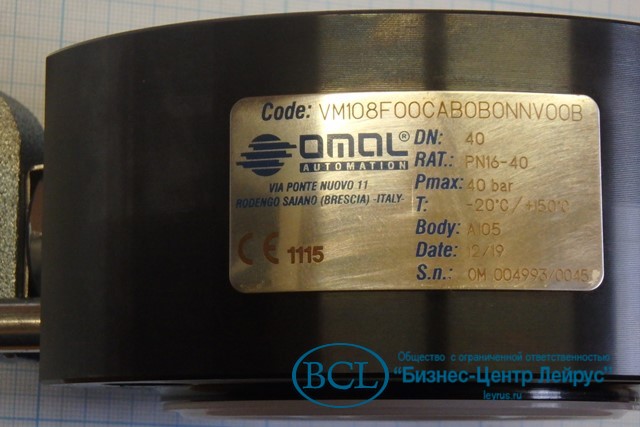 Code: VM108F00CAB0B0NNV00B
OMAL®
AUTOMATION
VIA PONTE NUOVO 11
RODENGO SAIANO (BRESCIA) -ITALY-
CE 1115
DN: 40
RAT.: PN16-40
Pmax: 40 bar
T: -20°C / +150°C
Body: A105
Date: 12/19
S.n.: OM 004993/0045
BCL
Общество с ограниченной ответственностью
"Бизнес-Центр Лейрус"
leyrus.ru